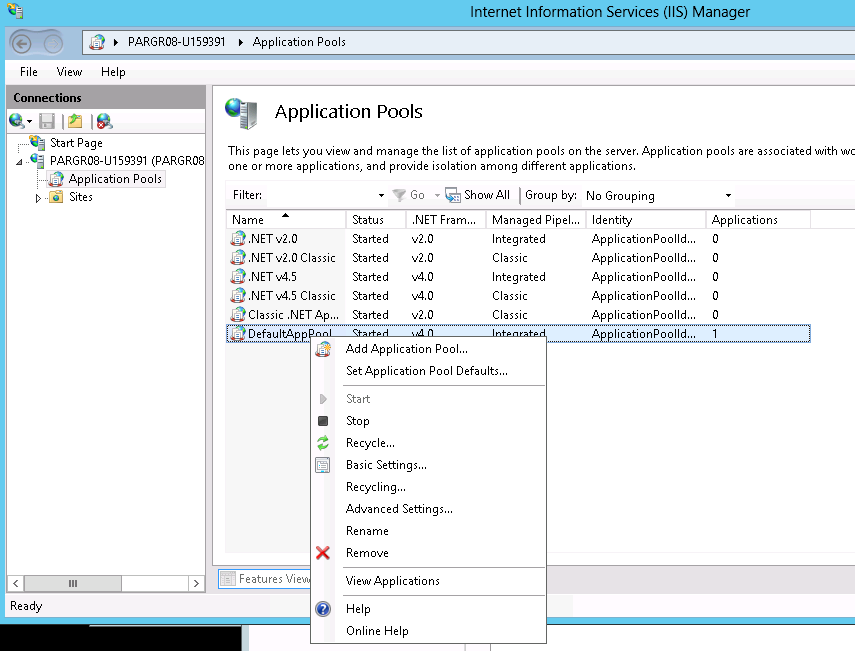 Internet Information Services (IIS) Manager
PARGR08-U159391 Application Pools
File View Help
Connections
Start Page
PARGR08-U159391 (PARGR08
Application Pools
Sites
Application Pools
This page lets you view and manage the list of application pools on the server. Application pools are associated with wo
one or more applications, and provide isolation among different applications.
Filter: Go Show All Group by: No Grouping
Name Status .NET Fram... Managed Pipel... Identity Applications
.NET v2.0 Started v2.0 Integrated ApplicationPoolId... 0
.NET v2.0 Classic Started v2.0 Classic ApplicationPoolId... 0
.NET v4.5 Started v4.0 Integrated ApplicationPoolId... 0
.NET v4.5 Classic Started v4.0 Classic ApplicationPoolId... 0
Classic .NET Ap... Started v2.0 Classic ApplicationPoolId... 0
DefaultAppPool Started v4.0 Integrated ApplicationPoolId... 1
Add Application Pool...
Set Application Pool Defaults...
Start
Stop
Recycle...
Basic Settings...
Recycling...
Advanced Settings...
Rename
Remove
View Applications
Help
Online Help
Features View
Ready